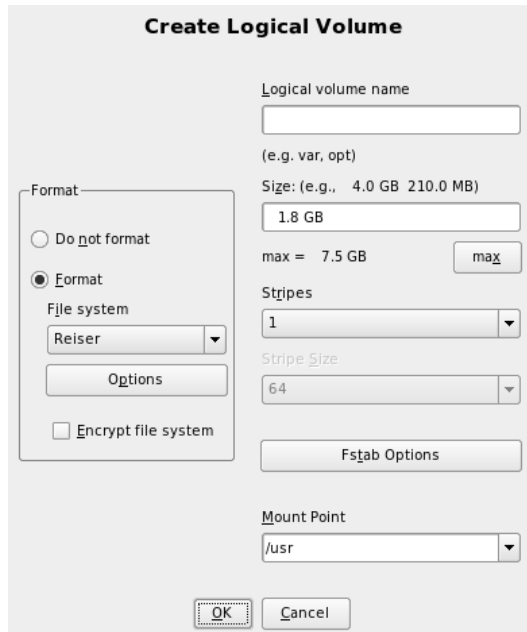 Create Logical Volume
Format
Do not format
Format
File system
Reiser
Options
Encrypt file system
Logical volume name
(e.g. var, opt)
Size: (e.g., 4.0 GB 210.0 MB)
1.8 GB
max = 7.5 GB
max
Stripes
1
Stripe Size
64
Fstab Options
Mount Point
/usr
OK
Cancel